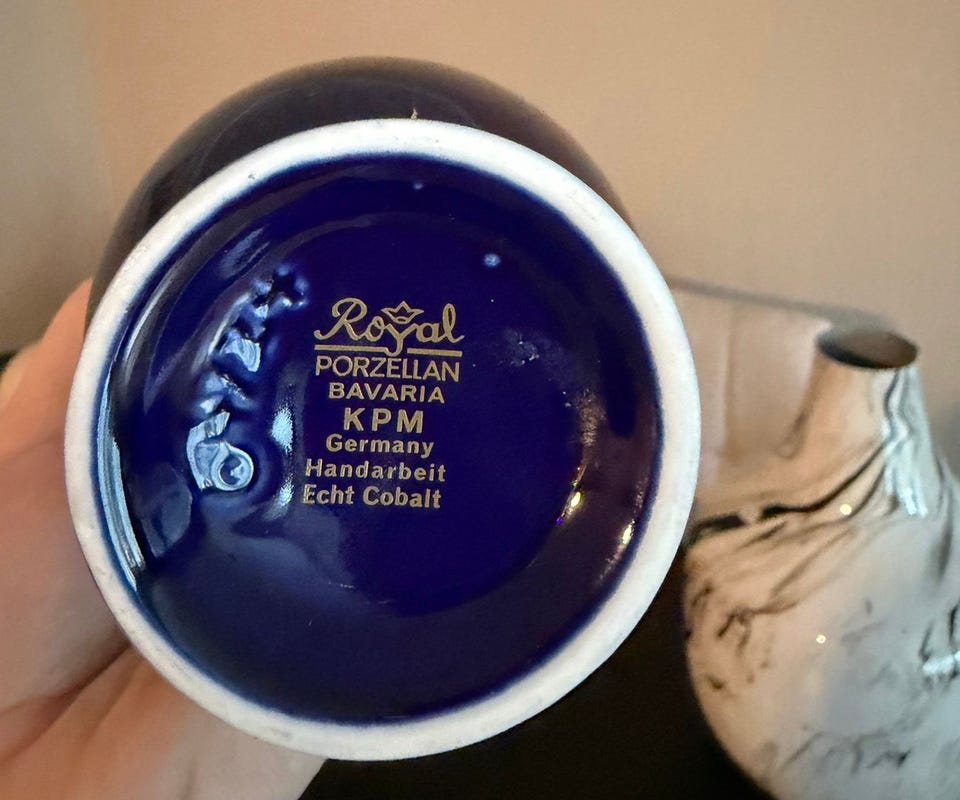 Royal
PORZELLAN
BAVARIA
KPM
Germany
Handarbeit
Echt Cobalt